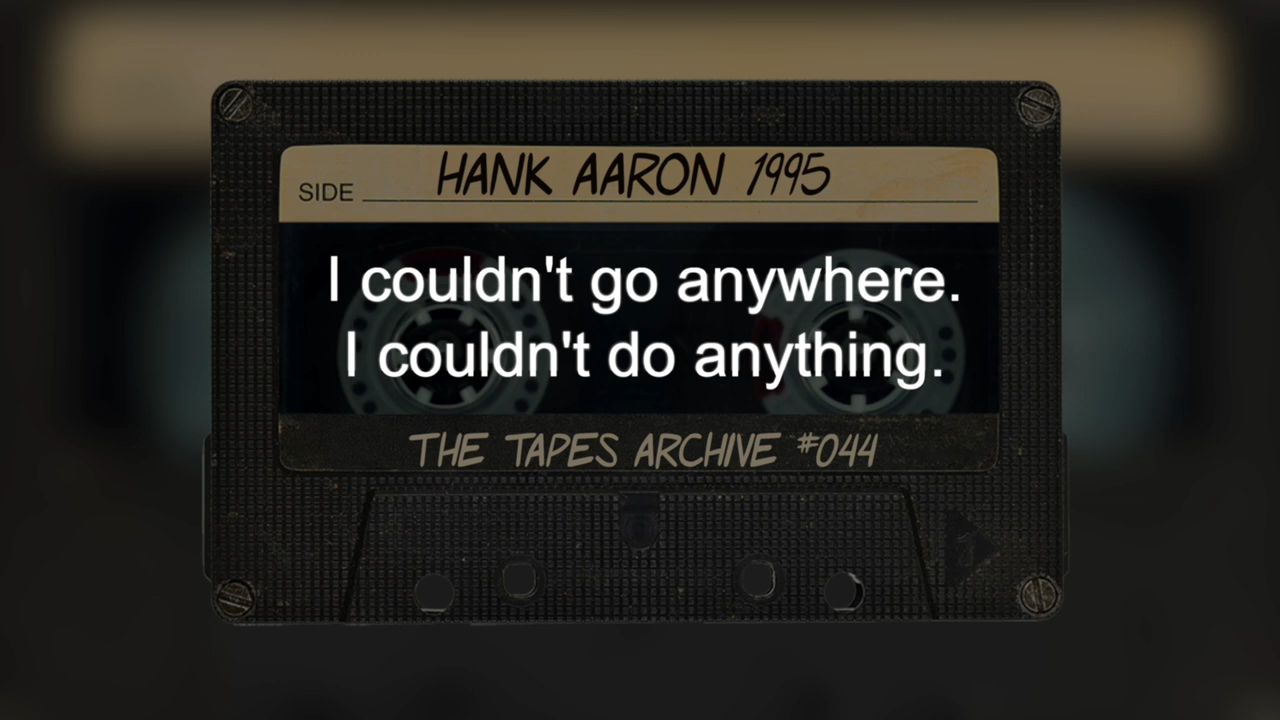 HANK AARON 1995
SIDE
I couldn't go anywhere.
I couldn't do anything.
THE TAPES ARCHIVE #044